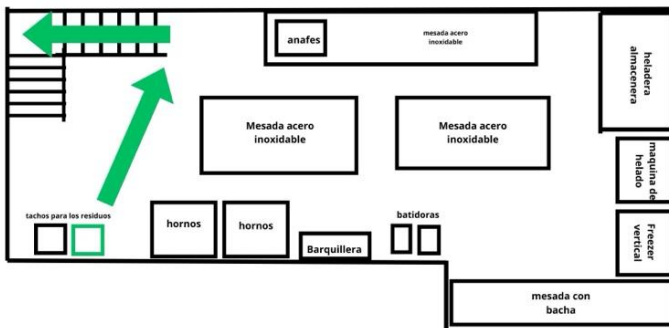 anafes
mesada acero
inoxidable
heladera
almacenera
Mesada acero
inoxidable
Mesada acero
inoxidable
maquina de
helado
tachos para los residuos
hornos
hornos
Barquillera
batidoras
Freezer
vertical
mesada con
bacha